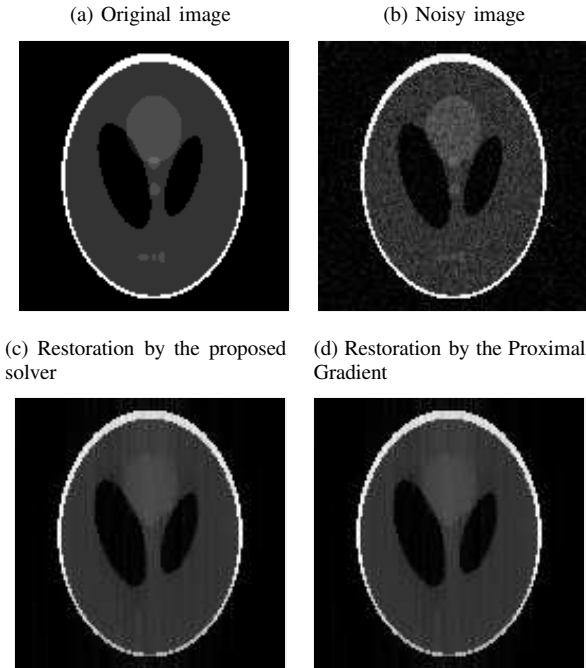 (a) Original image
(b) Noisy image
(c) Restoration by the proposed
solver
(d) Restoration by the Proximal
Gradient